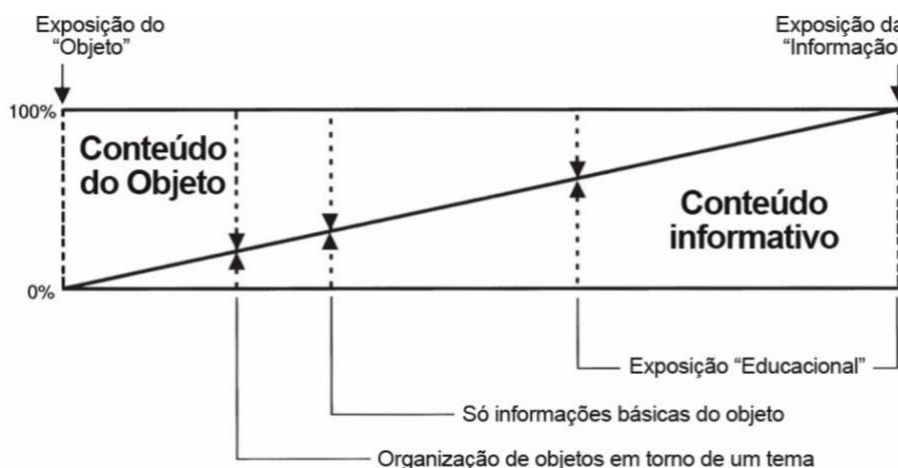 Exposição do
“Objeto”
Exposição da
“Informação
100%
Conteúdo
do Objeto
Conteúdo
informativo
0%
Exposição “Educacional”
Só informações básicas do objeto
Organização de objetos em torno de um tema